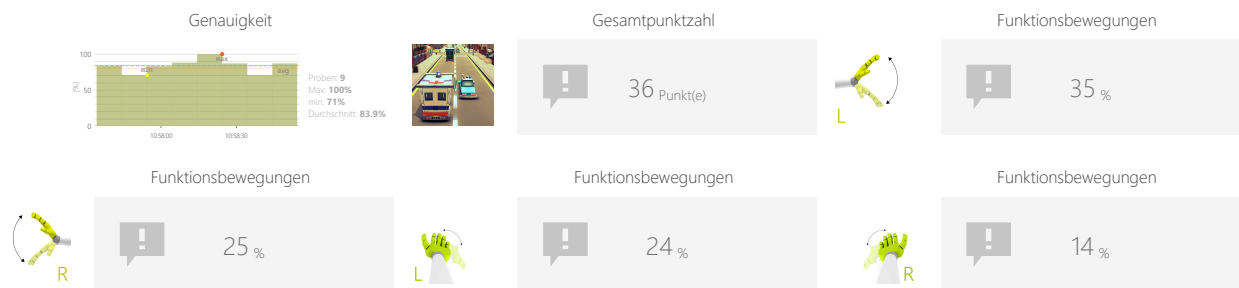 Genauigkeit
100
50
0
[%]
min
max
avg
10:58:00
10:58:30
Proben: 9
Max: 100%
min: 71%
Durchschnitt: 83.9%
Gesamtpunktzahl
36 Punkt(e)
Funktionsbewegungen
L
35 %
Funktionsbewegungen
R
25 %
Funktionsbewegungen
L
24 %
Funktionsbewegungen
R
14 %